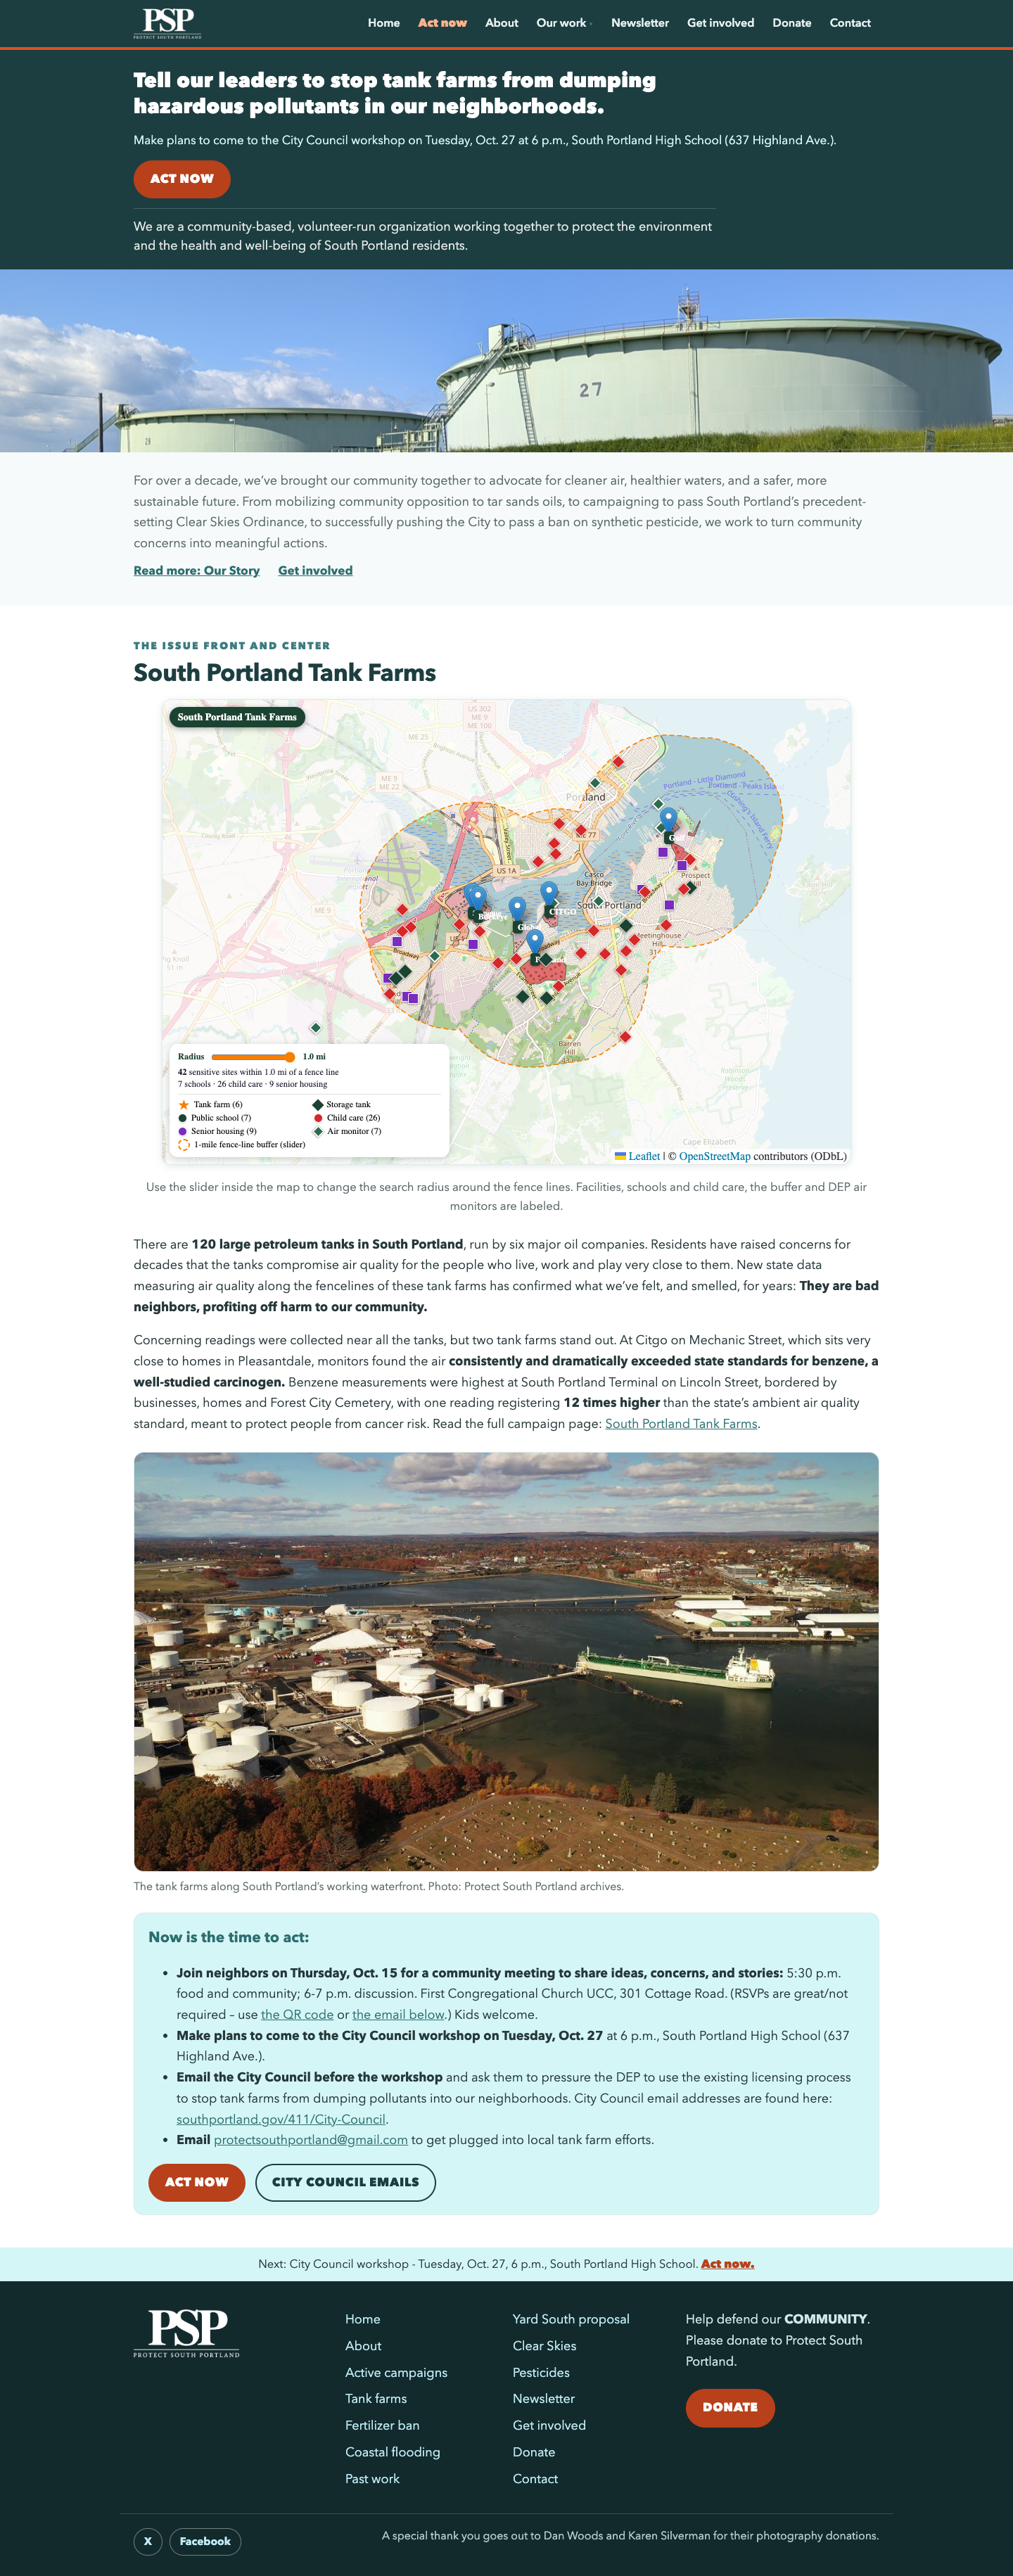 PSP
PROTECT SOUTH PORTLAND
Home
Act now
About
Our work
Newsletter
Get involved
Donate
Contact
Tell our leaders to stop tank farms from dumping
hazardous pollutants in our neighborhoods.
Make plans to come to the City Council workshop on Tuesday, Oct. 27 at 6 p.m., South Portland High School (637 Highland Ave.).
ACT NOW
We are a community-based, volunteer-run organization working together to protect the environment
and the health and well-being of South Portland residents.
27
For over a decade, we’ve brought our community together to advocate for cleaner air, healthier waters, and a safer, more
sustainable future. From mobilizing community opposition to tar sands oils, to campaigning to pass South Portland’s precedent-
setting Clear Skies Ordinance, to successfully pushing the City to pass a ban on synthetic pesticide, we work to turn community
concerns into meaningful actions.
Read more: Our Story
Get involved
THE ISSUE FRONT AND CENTER
South Portland Tank Farms
South Portland Tank Farms
US 302
ME 9
ME 100
ME 25
ME 9
ME 22
Portland
Portland - Little Diamond
US 1A
Casco
Bay Bridge
South Portland
Prospect
ME 9
CITGO
Broadway
Meetinghouse
Barren
Hill
Cape Elizabeth
Radius
1.0 mi
42 sensitive sites within 1.0 mi of a fence line
7 schools · 26 child care · 9 senior housing
Tank farm (6)
Storage tank
Public school (7)
Child care (26)
Senior housing (9)
Air monitor (7)
1-mile fence-line buffer (slider)
Leaflet | © OpenStreetMap contributors (ODbL)
Use the slider inside the map to change the search radius around the fence lines. Facilities, schools and child care, the buffer and DEP air
monitors are labeled.
There are 120 large petroleum tanks in South Portland, run by six major oil companies. Residents have raised concerns for
decades that the tanks compromise air quality for the people who live, work and play very close to them. New state data
measuring air quality along the fencelines of these tank farms has confirmed what we’ve felt, and smelled, for years: They are bad
neighbors, profiting off harm to our community.
Concerning readings were collected near all the tanks, but two tank farms stand out. At Citgo on Mechanic Street, which sits very
close to homes in Pleasantdale, monitors found the air consistently and dramatically exceeded state standards for benzene, a
well-studied carcinogen. Benzene measurements were highest at South Portland Terminal on Lincoln Street, bordered by
businesses, homes and Forest City Cemetery, with one reading registering 12 times higher than the state’s ambient air quality
standard, meant to protect people from cancer risk. Read the full campaign page: South Portland Tank Farms.
The tank farms along South Portland’s working waterfront. Photo: Protect South Portland archives.
Now is the time to act:
• Join neighbors on Thursday, Oct. 15 for a community meeting to share ideas, concerns, and stories: 5:30 p.m.
food and community; 6-7 p.m. discussion. First Congregational Church UCC, 301 Cottage Road. (RSVPs are great/not
required – use the QR code or the email below.) Kids welcome.
• Make plans to come to the City Council workshop on Tuesday, Oct. 27 at 6 p.m., South Portland High School (637
Highland Ave.).
• Email the City Council before the workshop and ask them to pressure the DEP to use the existing licensing process
to stop tank farms from dumping pollutants into our neighborhoods. City Council email addresses are found here:
southportland.gov/411/City-Council.
• Email protectsouthportland@gmail.com to get plugged into local tank farm efforts.
ACT NOW
CITY COUNCIL EMAILS
Next: City Council workshop - Tuesday, Oct. 27, 6 p.m., South Portland High School. Act now.
PSP
PROTECT SOUTH PORTLAND
Home
About
Active campaigns
Tank farms
Fertilizer ban
Coastal flooding
Past work
Yard South proposal
Clear Skies
Pesticides
Newsletter
Get involved
Donate
Contact
Help defend our COMMUNITY.
Please donate to Protect South
Portland.
DONATE
X
Facebook
A special thank you goes out to Dan Woods and Karen Silverman for their photography donations.